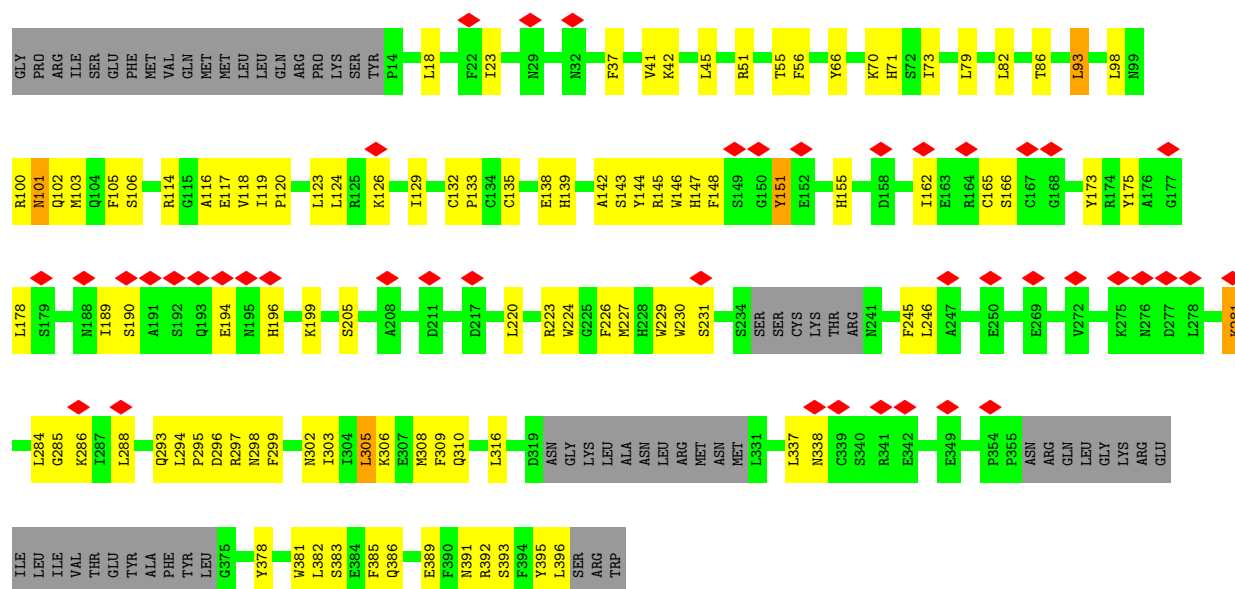 GLY PRO ARG ILE SER GLU PHE MET VAL GLN MET MET LEU LEU GLN ARG PRO LYS SER TYR P14 L18 F22 I23 N29 N32 F37 V41 K42 L45 R51 T55 F56 Y66 K70 H71 S72 I73 L79 L82 T86 L93 L98 N99
R100 N101 Q102 M103 Q104 F105 S106 R114 G115 A116 E117 V118 I119 P120 L123 L124 R125 K126 I129 C132 P133 C134 C135 E138 H139 A142 S143 Y144 R145 W146 H147 F148 S149 G150 Y151 E152 H155 D158 I162 E163 R164 C165 S166 C167 G168 Y173 R174 Y175 A176 G177
L178 S179 N188 I189 S190 A191 S192 Q193 E194 N195 H196 K199 S205 A208 D211 D217 L220 R223 W224 G225 F226 M227 H228 W229 W230 S231 S234 SER SER CYS LYS THR ARG N241 F245 L246 A247 E250 E269 V272 K275 N276 D277 L278 K281
L284 G285 K286 I287 L288 Q293 L294 P295 D296 R297 N298 F299 N302 I303 I304 L305 K306 E307 M308 F309 Q310 L316 D319 ASN GLY LYS LEU ALA ASN LEU ARG MET ASN MET L331 L337 N338 C339 S340 R341 E342 E349 P354 P355 ASN ARG GLN LEU GLY LYS ARG GLU
ILE LEU ILE VAL THR GLU TYR ALA PHE TYR LEU G375 Y378 W381 L382 S383 E384 F385 Q386 E389 F390 N391 R392 S393 F394 Y395 L396 SER ARG TRP